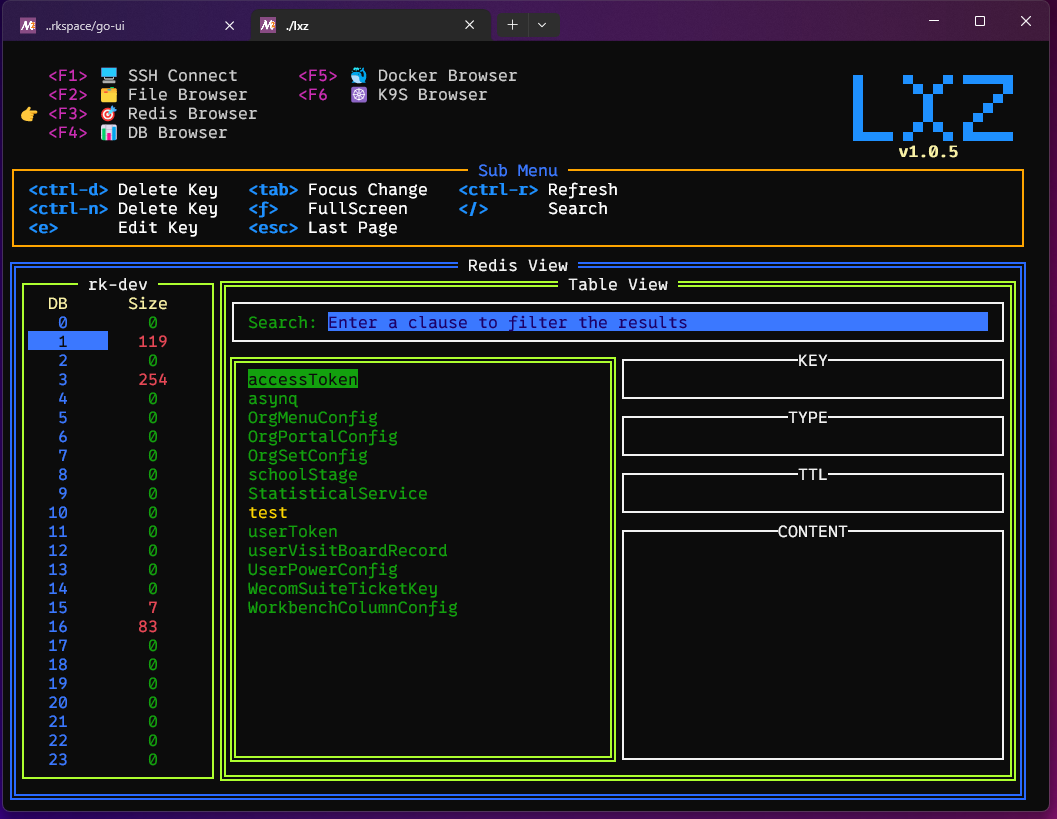 ..rkspace/go-ui
./lxz
<F1> SSH Connect <F5> Docker Browser
<F2> File Browser <F6 K9S Browser
<F3> Redis Browser
<F4> DB Browser
LXZ
v1.0.5
Sub Menu
<ctrl-d> Delete Key <tab> Focus Change <ctrl-r> Refresh
<ctrl-n> Delete Key <f> FullScreen </> Search
<e> Edit Key <esc> Last Page
Redis View
rk-dev
DB Size
0 0
1 119
2 0
3 254
4 0
5 0
6 0
7 0
8 0
9 0
10 0
11 0
12 0
13 0
14 0
15 7
16 83
17 0
18 0
19 0
20 0
21 0
22 0
23 0
Table View
Search: Enter a clause to filter the results
accessToken
asynq
OrgMenuConfig
OrgPortalConfig
OrgSetConfig
schoolStage
StatisticalService
test
userToken
userVisitBoardRecord
UserPowerConfig
WecomSuiteTicketKey
WorkbenchColumnConfig
KEY
TYPE
TTL
CONTENT